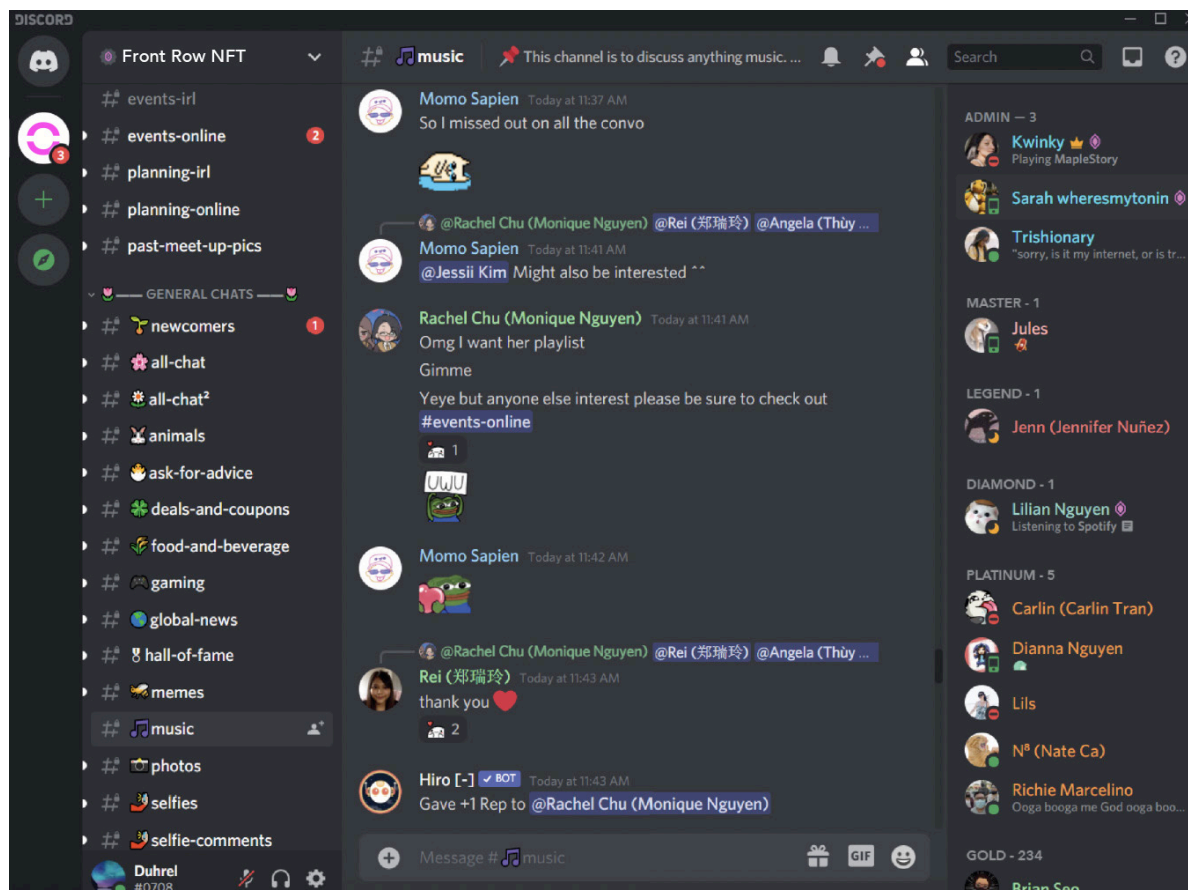 DISCORD
Front Row NFT
events-irl
events-online
2
planning-irl
planning-online
past-meet-up-pics
GENERAL CHATS
newcomers
1
all-chat
all-chat²
animals
ask-for-advice
deals-and-coupons
food-and-beverage
gaming
global-news
hall-of-fame
memes
music
photos
selfies
selfie-comments
Duhrel
#0708
3
music
This channel is to discuss anything music. ...
Search
Momo Sapien Today at 11:37 AM
So I missed out on all the convo
@Rachel Chu (Monique Nguyen) @Rei (郑瑞玲) @Angela (Thùy ...
Momo Sapien Today at 11:41 AM
@Jessii Kim Might also be interested ^^
Rachel Chu (Monique Nguyen) Today at 11:41 AM
Omg I want her playlist
Gimme
Yeye but anyone else interest please be sure to check out
#events-online
1
UWU
Momo Sapien Today at 11:42 AM
@Rachel Chu (Monique Nguyen) @Rei (郑瑞玲) @Angela (Thùy ...
Rei (郑瑞玲) Today at 11:43 AM
thank you
2
Hiro [-] BOT Today at 11:43 AM
Gave +1 Rep to @Rachel Chu (Monique Nguyen)
Message # music
GIF
ADMIN — 3
Kwinky
Playing MapleStory
Sarah wheresmytonin
Trishionary
"sorry, is it my internet, or is tr...
MASTER - 1
Jules
LEGEND - 1
Jenn (Jennifer Nuñez)
DIAMOND - 1
Lilian Nguyen
Listening to Spotify
PLATINUM - 5
Carlin (Carlin Tran)
Dianna Nguyen
Lils
N⁸ (Nate Ca)
Richie Marcelino
Ooga booga me God ooga boo...
GOLD - 234
Brian Seo